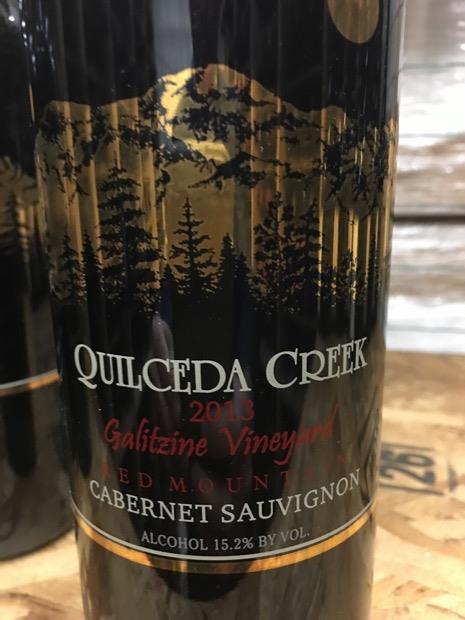 QUILCEDA CREEK
2013
Galitzine Vineyard
RED MOUNTAIN
CABERNET SAUVIGNON
ALCOHOL 15.2% BY VOL.